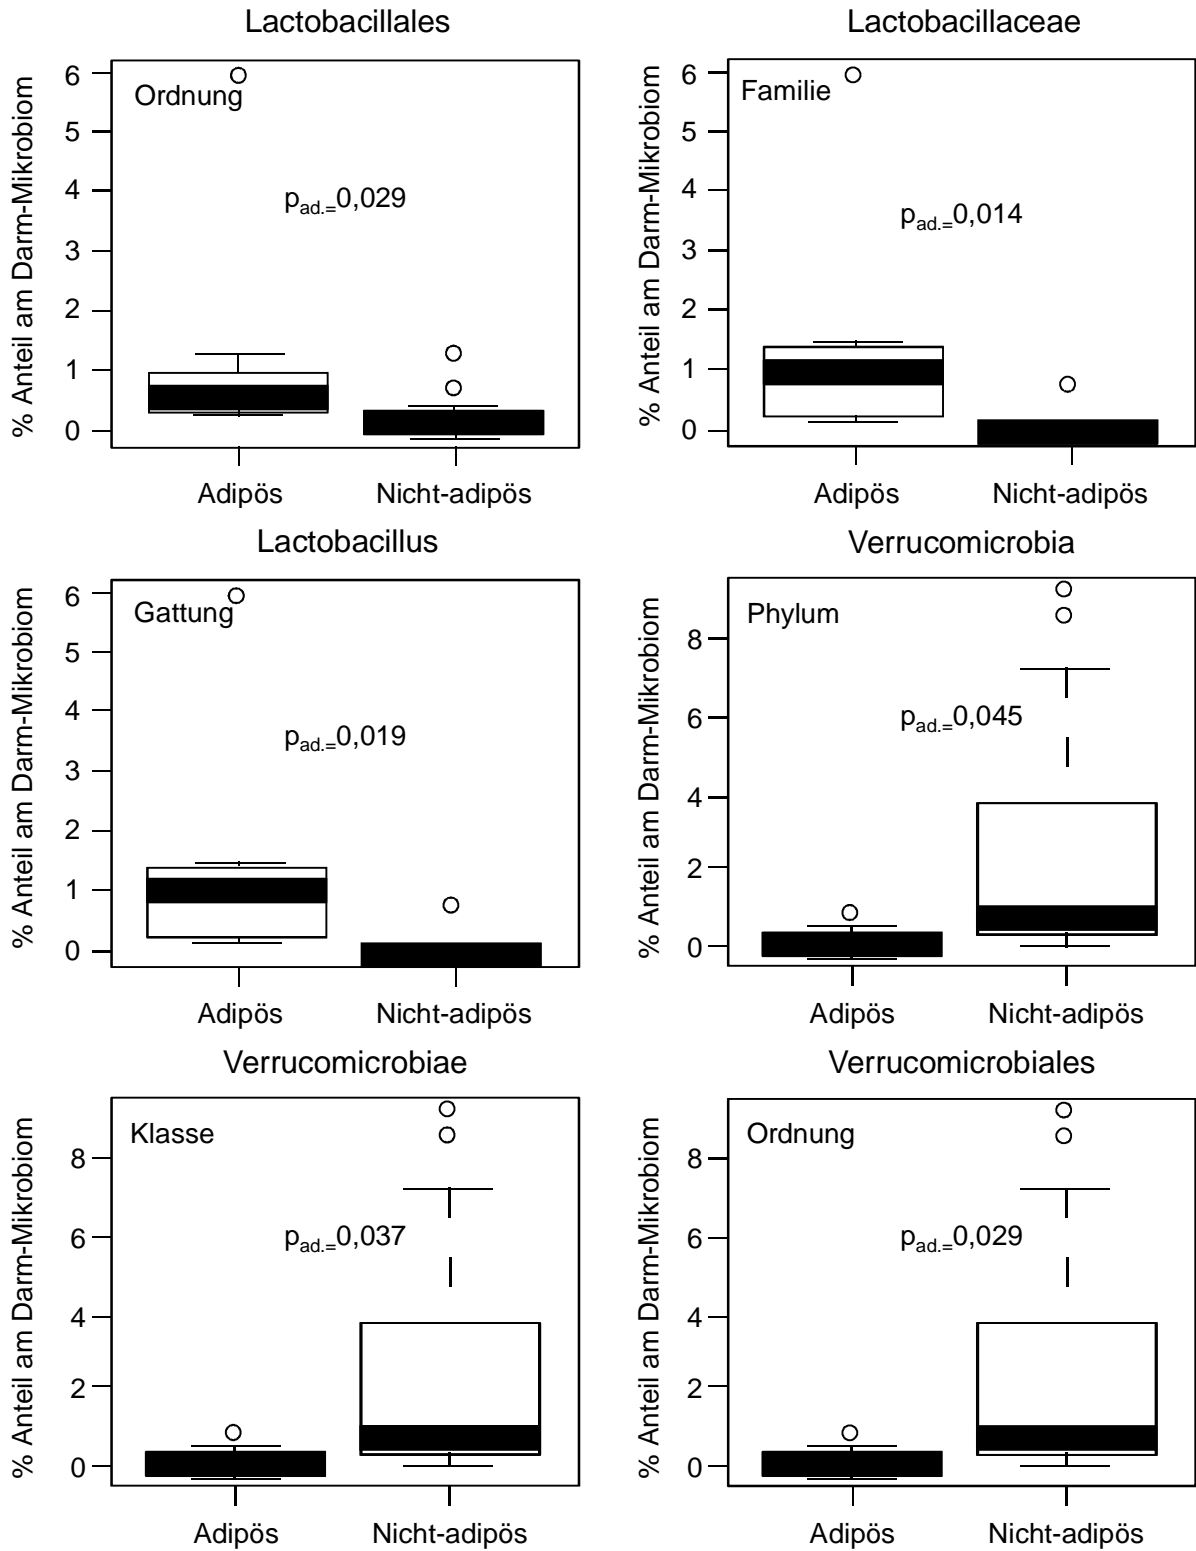 Lactobacillales
% Anteil am Darm-Mikrobiom
6
5
4
3
2
1
0
Ordnung
pad.=0,029
Adipös
Nicht-adipös
Lactobacillaceae
% Anteil am Darm-Mikrobiom
6
5
4
3
2
1
0
Familie
pad.=0,014
Adipös
Nicht-adipös
Lactobacillus
% Anteil am Darm-Mikrobiom
6
5
4
3
2
1
0
Gattung
pad.=0,019
Adipös
Nicht-adipös
Verrucomicrobia
% Anteil am Darm-Mikrobiom
8
6
4
2
0
Phylum
pad.=0,045
Adipös
Nicht-adipös
Verrucomicrobiae
% Anteil am Darm-Mikrobiom
8
6
4
2
0
Klasse
pad.=0,037
Adipös
Nicht-adipös
Verrucomicrobiales
% Anteil am Darm-Mikrobiom
8
6
4
2
0
Ordnung
pad.=0,029
Adipös
Nicht-adipös